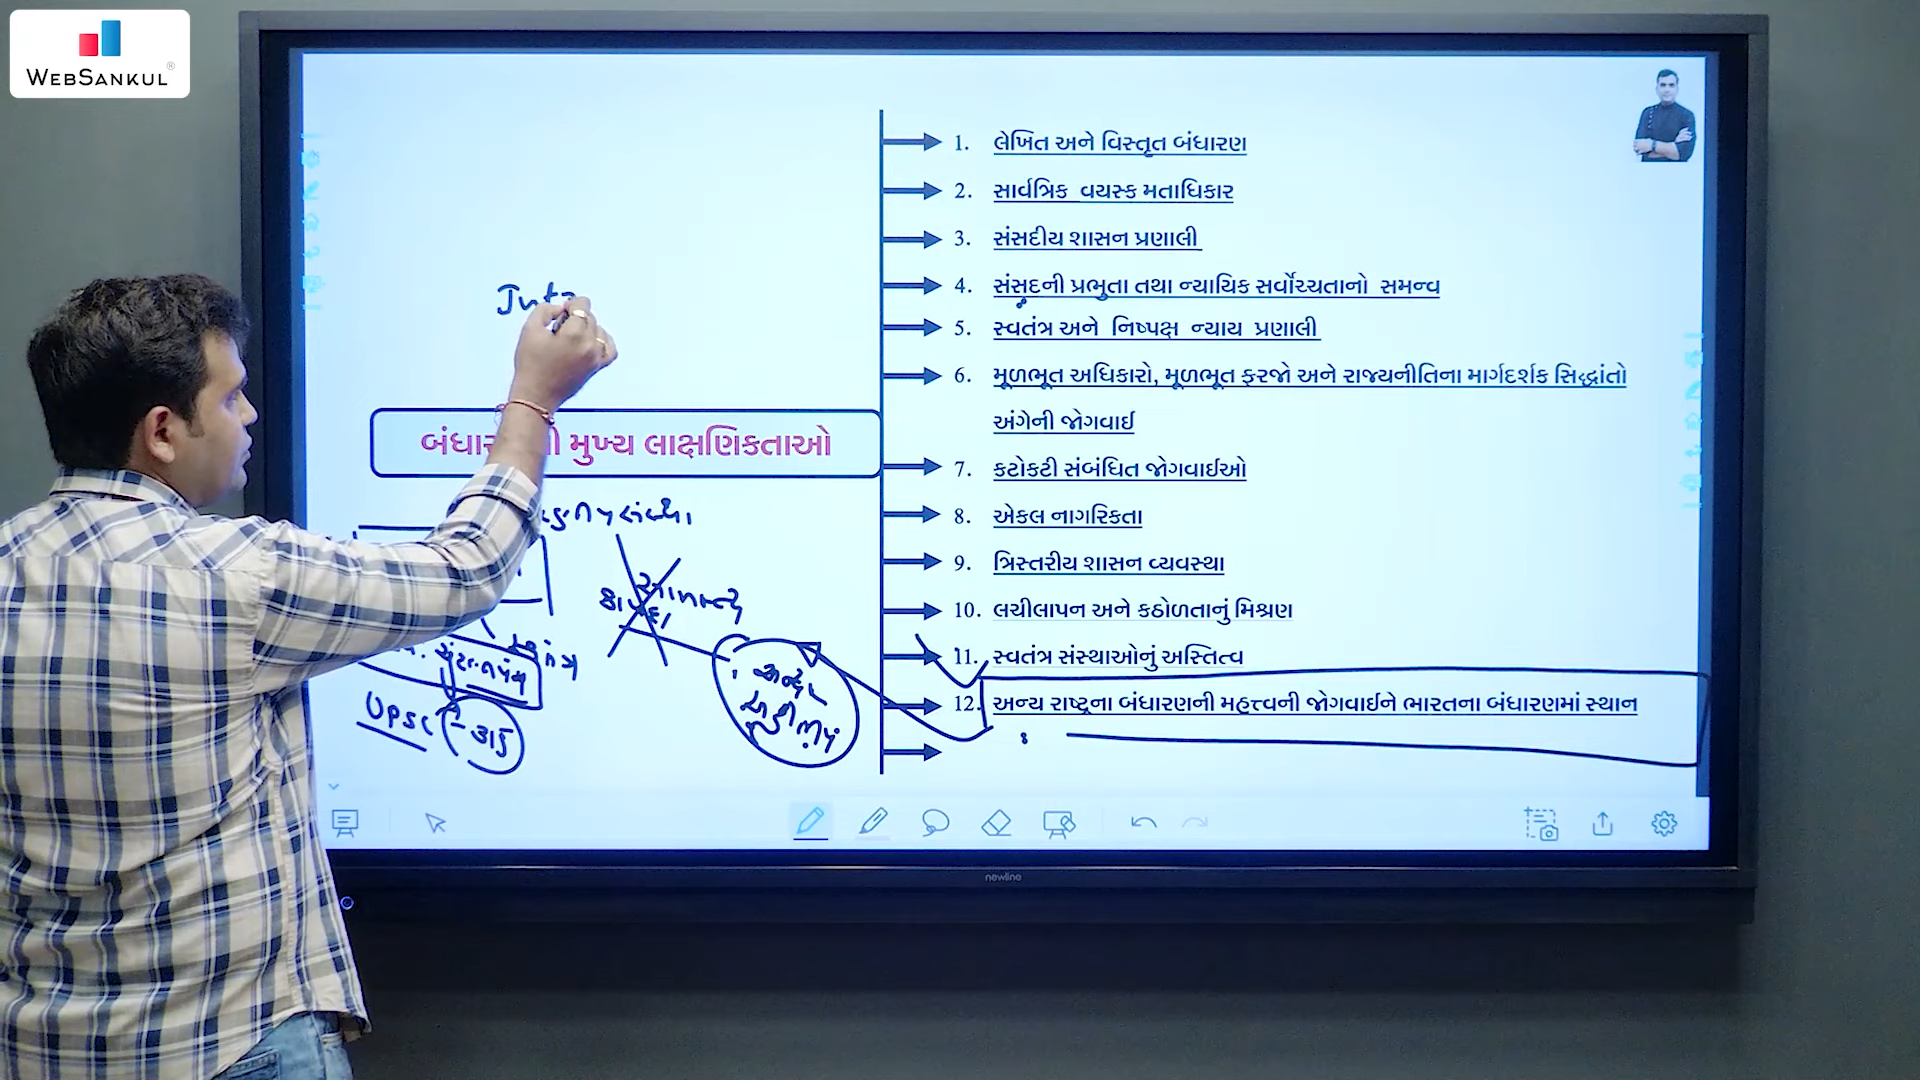 WEBSANKUL®
1. લેખિત અને વિસ્તૃત બંધારણ
2. સાર્વત્રિક વયસ્ક મતાધિકાર
3. સંસદીય શાસન પ્રણાલી
4. સંસદની પ્રભુતા તથા ન્યાયિક સર્વોચ્ચતાનો સમન્વ
5. સ્વતંત્ર અને નિષ્પક્ષ ન્યાય પ્રણાલી
6. મૂળભૂત અધિકારો, મૂળભૂત ફરજો અને રાજ્યનીતિના માર્ગદર્શક સિદ્ધાંતો
અંગેની જોગવાઈ
7. કટોકટી સંબંધિત જોગવાઈઓ
8. એકલ નાગરિકતા
9. ત્રિસ્તરીય શાસન વ્યવસ્થા
10. લચીલાપન અને કઠોળતાનું મિશ્રણ
11. સ્વતંત્ર સંસ્થાઓનું અસ્તિત્વ
12. અન્ય રાષ્ટ્રના બંધારણની મહત્ત્વની જોગવાઈને ભારતના બંધારણમાં સ્થાન
મુખ્ય લાક્ષણિકતાઓ
UPSC
newline